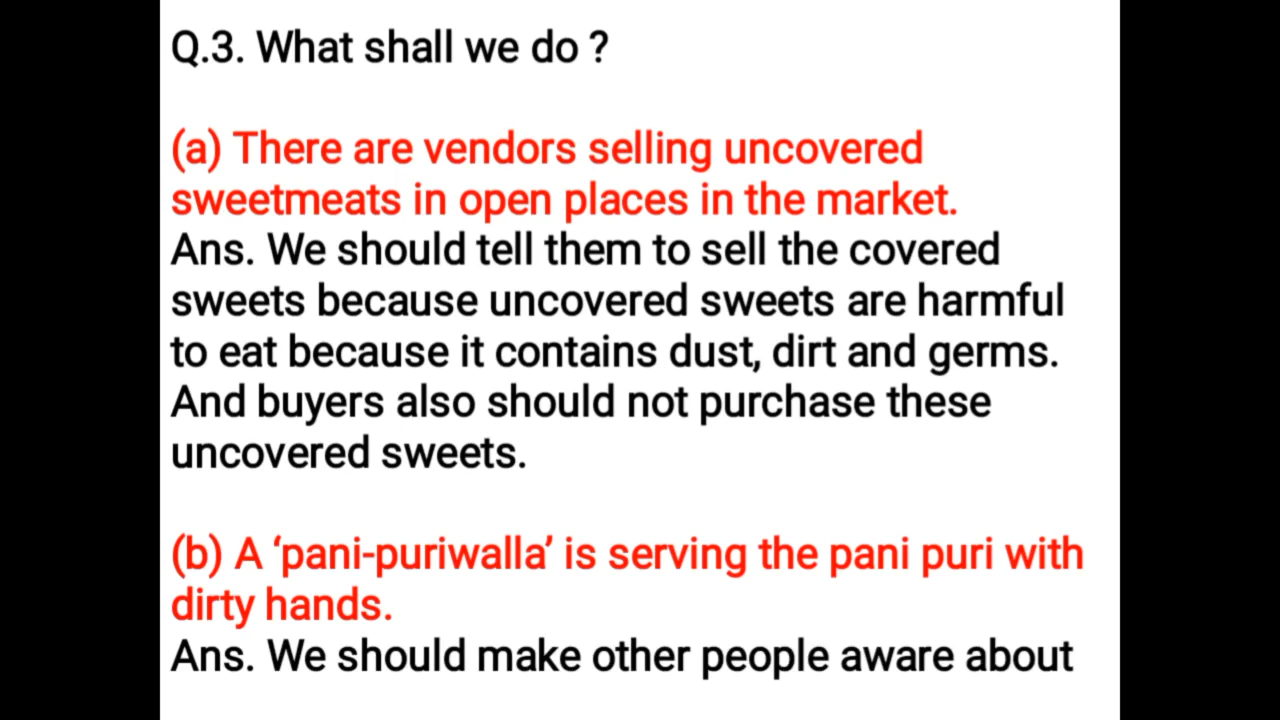 Q.3. What shall we do ?
(a) There are vendors selling uncovered
sweetmeats in open places in the market.
Ans. We should tell them to sell the covered
sweets because uncovered sweets are harmful
to eat because it contains dust, dirt and germs.
And buyers also should not purchase these
uncovered sweets.
(b) A ‘pani-puriwalla’ is serving the pani puri with
dirty hands.
Ans. We should make other people aware about